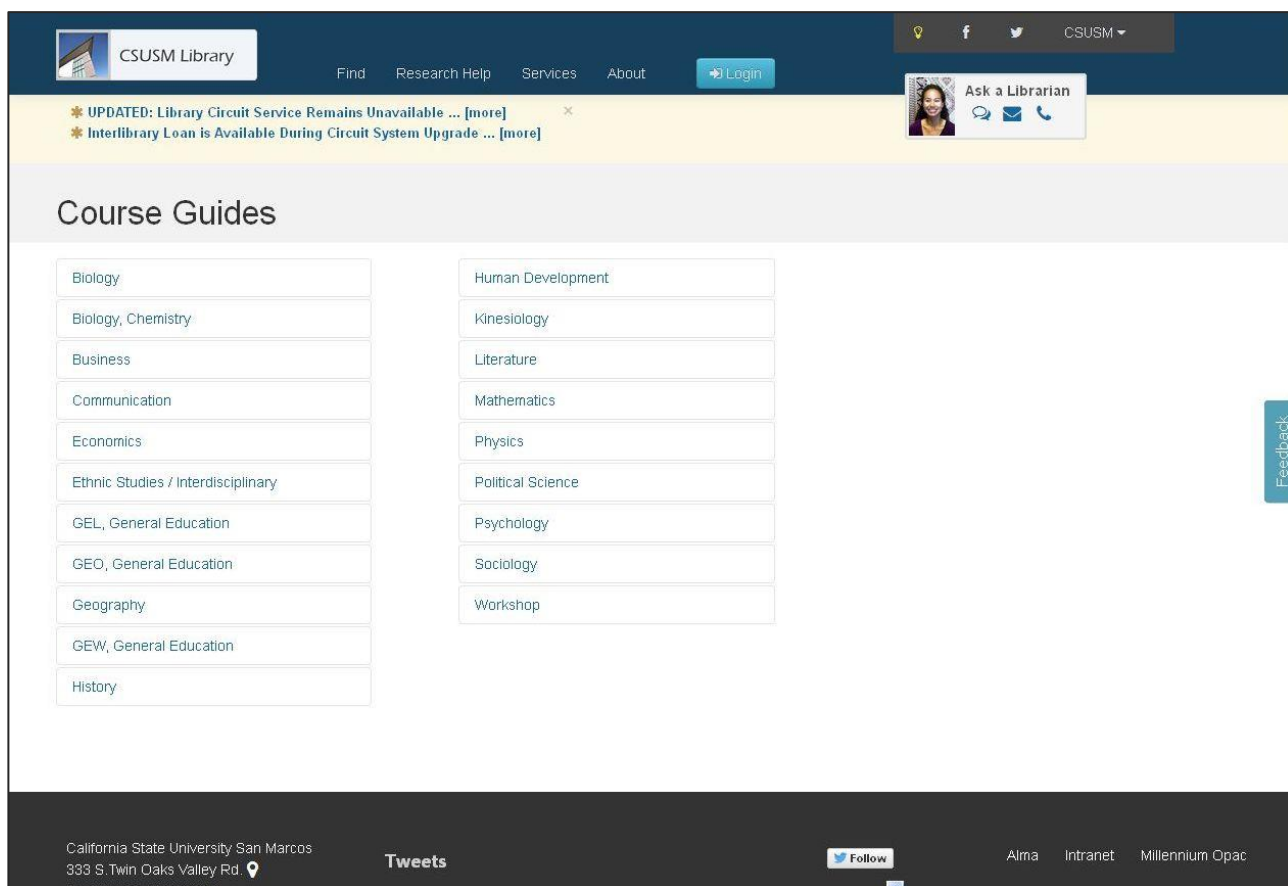 CSUSM
CSUSM Library
Find Research Help Services About Login
Ask a Librarian
UPDATED: Library Circuit Service Remains Unavailable ... [more] ×
Interlibrary Loan is Available During Circuit System Upgrade ... [more]
Course Guides
Biology
Biology, Chemistry
Business
Communication
Economics
Ethnic Studies / Interdisciplinary
GEL, General Education
GEO, General Education
Geography
GEW, General Education
History
Human Development
Kinesiology
Literature
Mathematics
Physics
Political Science
Psychology
Sociology
Workshop
Feedback
California State University San Marcos
333 S.Twin Oaks Valley Rd.
Tweets
Follow
Alma Intranet Millennium Opac